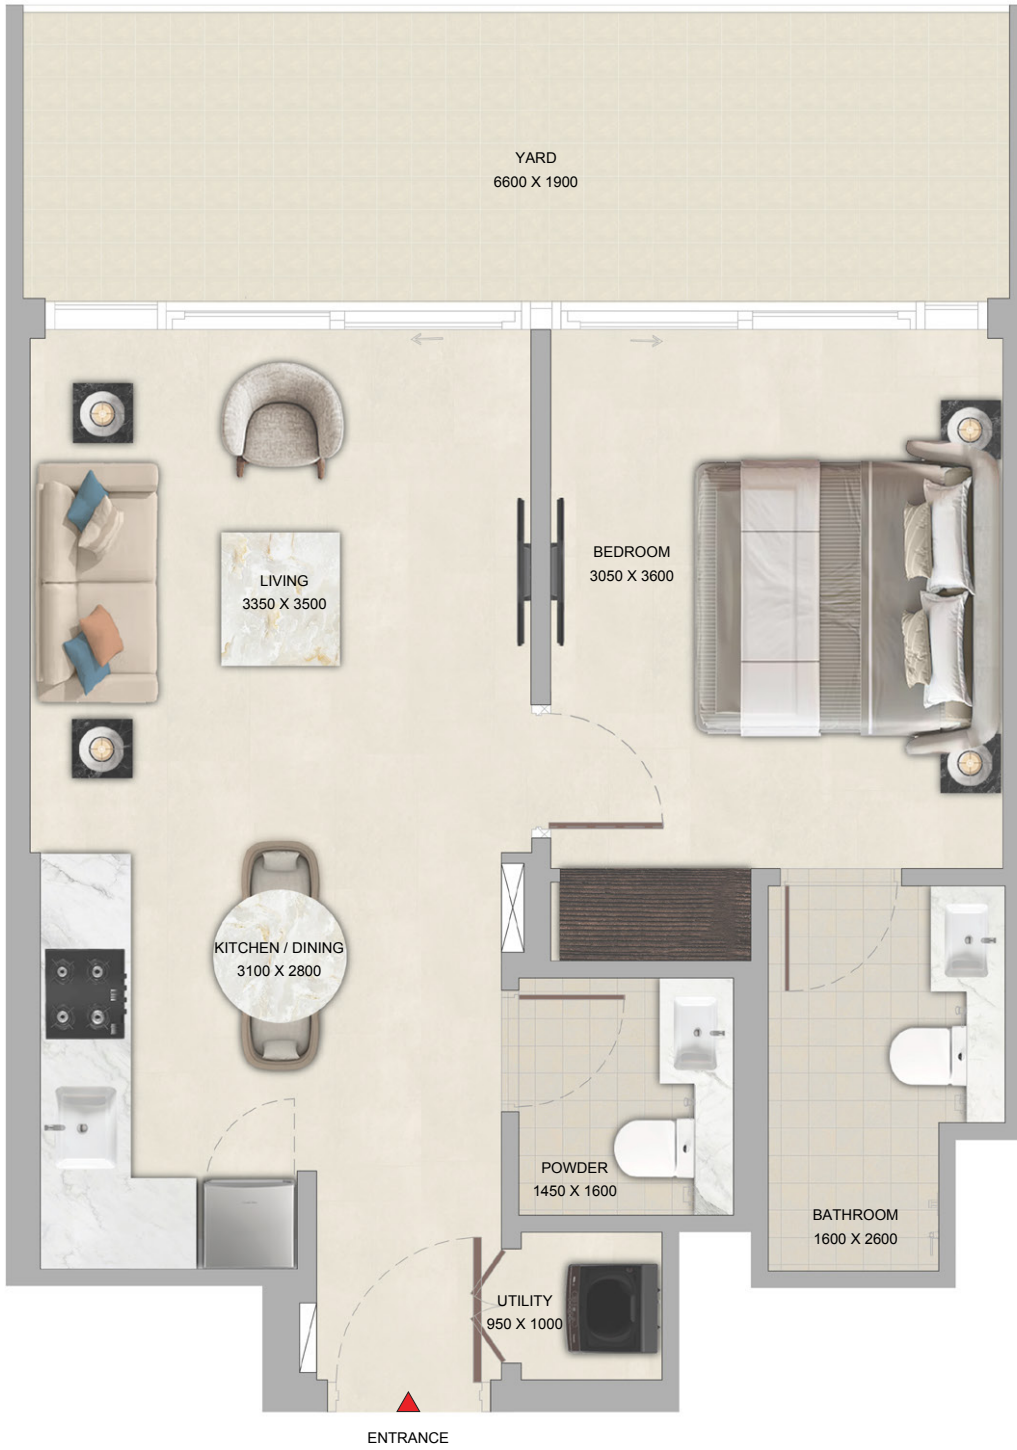 YARD
6600 X 1900
LIVING
3350 X 3500
BEDROOM
3050 X 3600
KITCHEN / DINING
3100 X 2800
POWDER
1450 X 1600
BATHROOM
1600 X 2600
UTILITY
950 X 1000
ENTRANCE